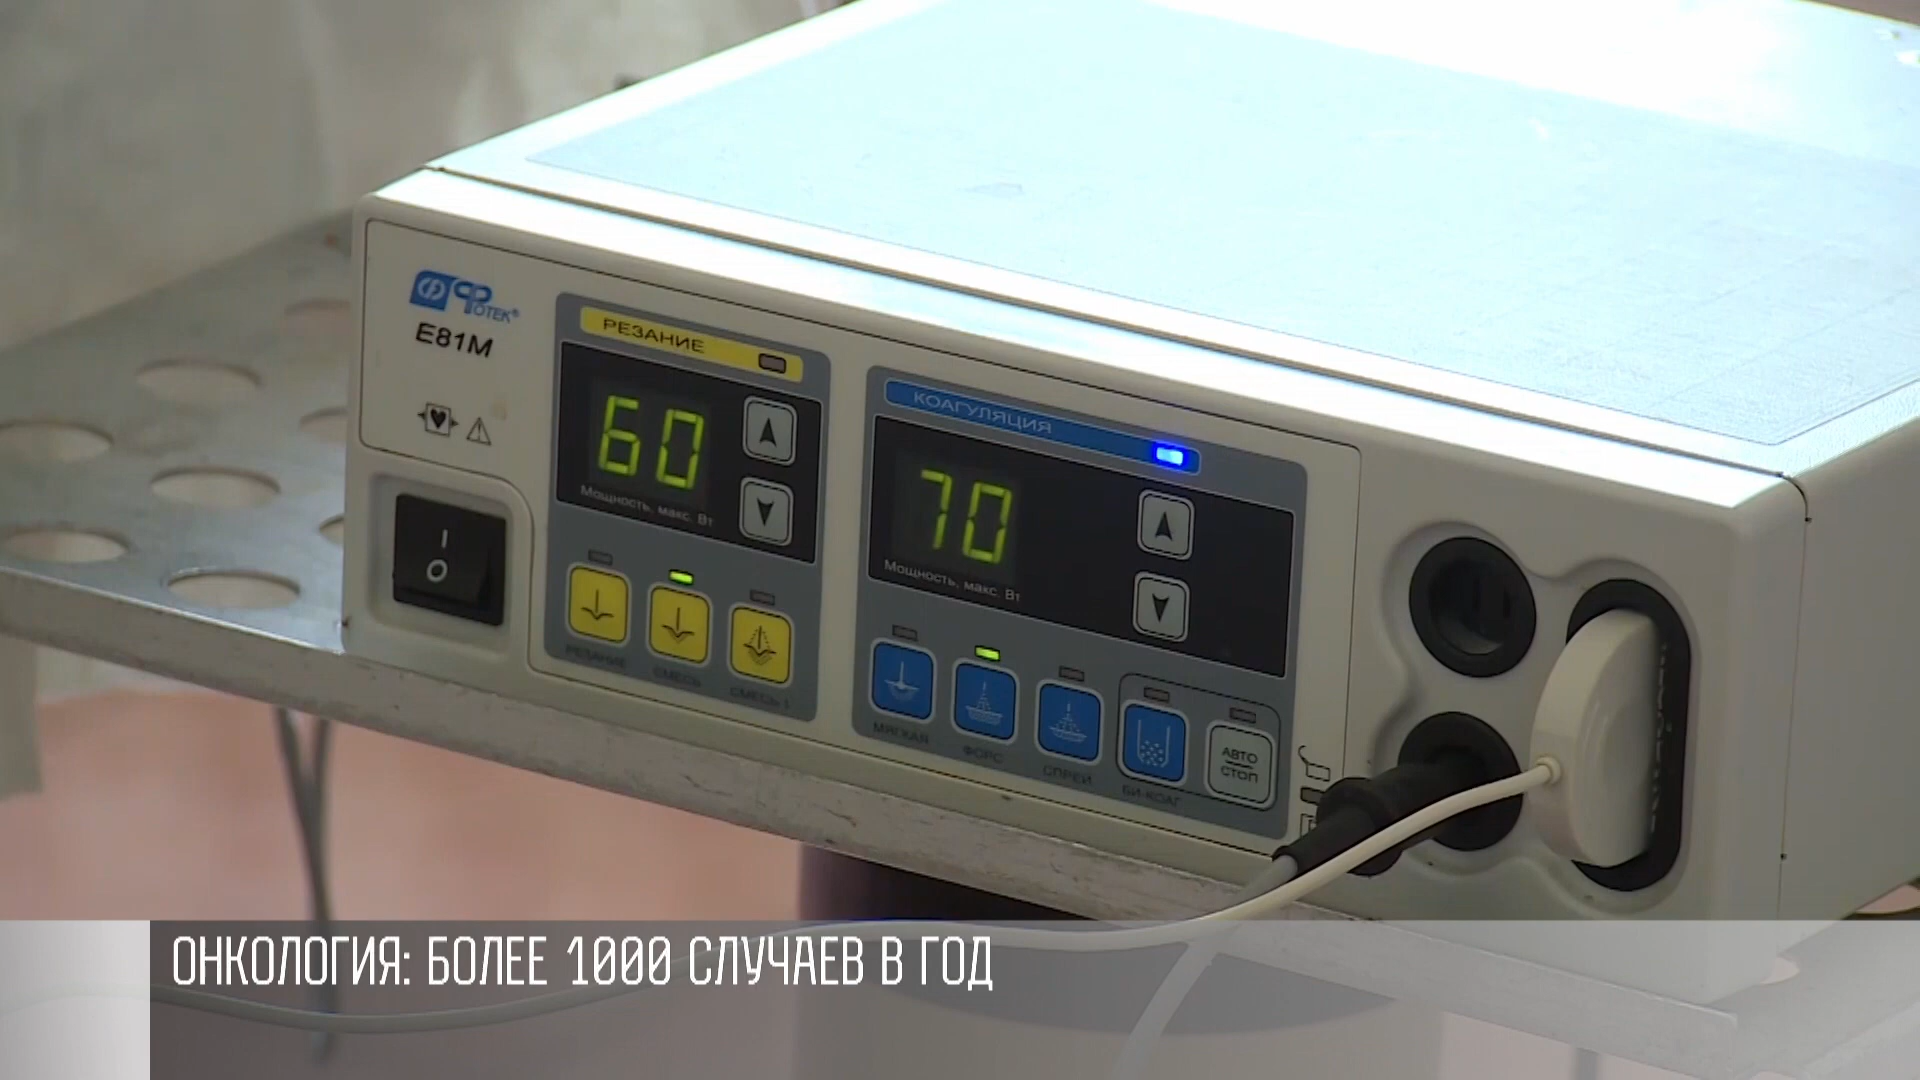 ФОТЕК®
E81M
РЕЗАНИЕ
60
Мощность, макс. Вт
I
O
РЕЗАНИЕ
СМЕСЬ
СМЕСЬ 1
КОАГУЛЯЦИЯ
70
Мощность, макс. Вт
МЯГКАЯ
ФОРС
СПРЕЙ
БИ-КОАГ
АВТО
СТОП
ОНКОЛОГИЯ: БОЛЕЕ 1000 СЛУЧАЕВ В ГОД